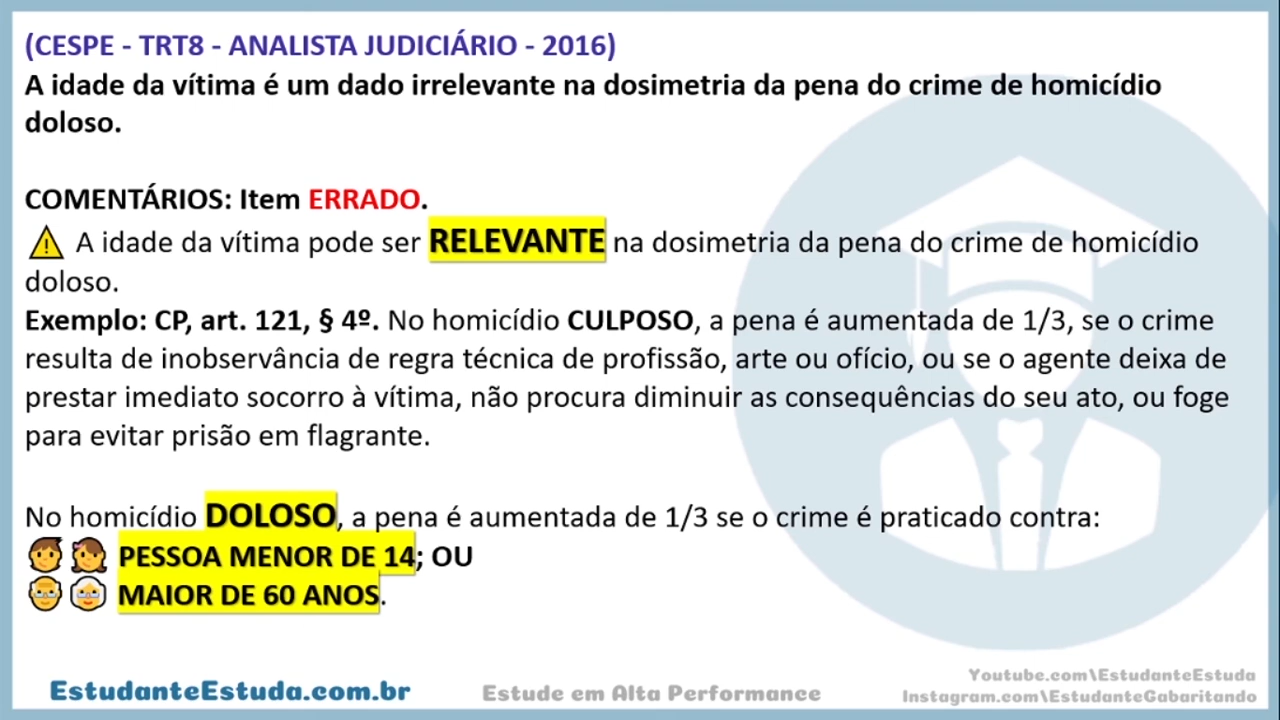 (CESPE - TRT8 - ANALISTA JUDICIÁRIO - 2016)
A idade da vítima é um dado irrelevante na dosimetria da pena do crime de homicídio
doloso.
COMENTÁRIOS: Item ERRADO.
A idade da vítima pode ser RELEVANTE na dosimetria da pena do crime de homicídio
doloso.
Exemplo: CP, art. 121, § 4º. No homicídio CULPOSO, a pena é aumentada de 1/3, se o crime
resulta de inobservância de regra técnica de profissão, arte ou ofício, ou se o agente deixa de
prestar imediato socorro à vítima, não procura diminuir as consequências do seu ato, ou foge
para evitar prisão em flagrante.
No homicídio DOLOSO, a pena é aumentada de 1/3 se o crime é praticado contra:
PESSOA MENOR DE 14; OU
MAIOR DE 60 ANOS.
EstudanteEstuda.com.br
Estude em Alta Performance
Youtube.com\EstudanteEstuda
Instagram.com\EstudanteGabaritando